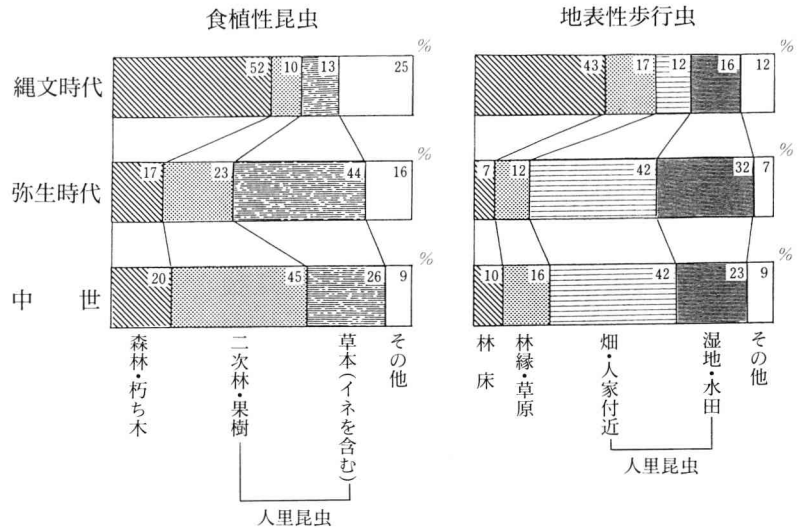 食植性昆虫
地表性歩行虫
%
%
縄文時代
52 10 13 25
43 17 12 16 12
%
%
弥生時代
17 23 44 16
7 12 42 32 7
%
%
中世
20 45 26 9
10 16 42 23 9
森林・朽ち木
二次林・果樹
草本(イネを含む)
その他
林床
林縁・草原
畑・人家付近
湿地・水田
その他
人里昆虫
人里昆虫